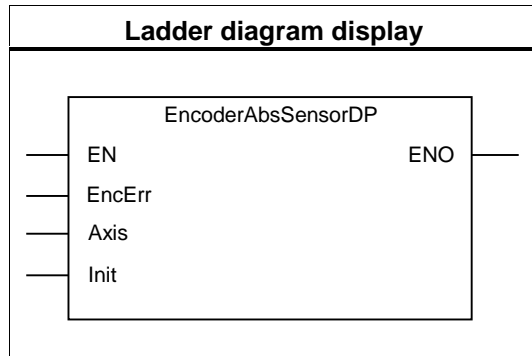 Ladder diagram display
EncoderAbsSensorDP
EN ENO
EncErr
Axis
Init